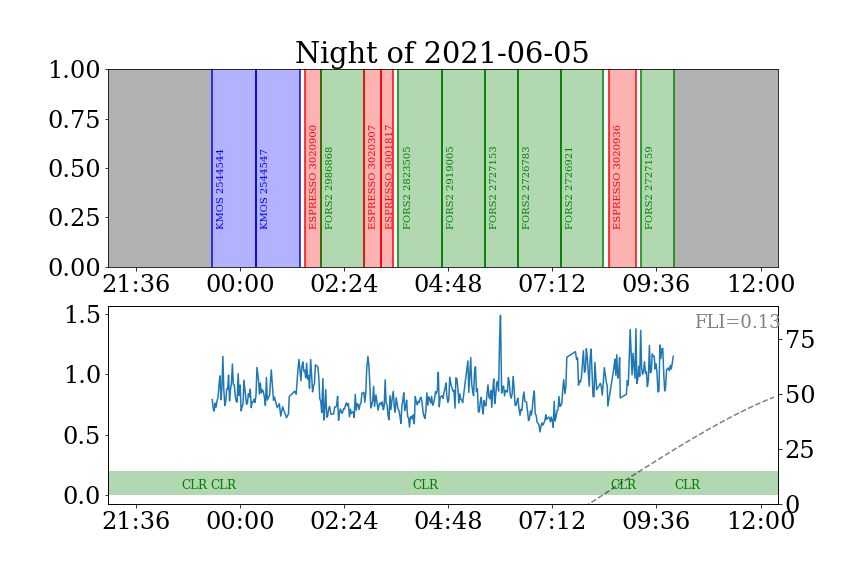 Night of 2021-06-05
1.00
0.75
0.50
0.25
0.00
KMOS 2544544
KMOS 2544547
ESPRESSO 3020900
FORS2 2986868
ESPRESSO 3020307
ESPRESSO 3001817
FORS2 2823505
FORS2 2919005
FORS2 2727153
FORS2 2726783
FORS2 2726921
ESPRESSO 3020936
FORS2 2727159
21:36 00:00 02:24 04:48 07:12 09:36 12:00
1.5
1.0
0.5
0.0
FLI=0.13
75
50
25
0
CLR CLR CLR CLR CLR
21:36 00:00 02:24 04:48 07:12 09:36 12:00